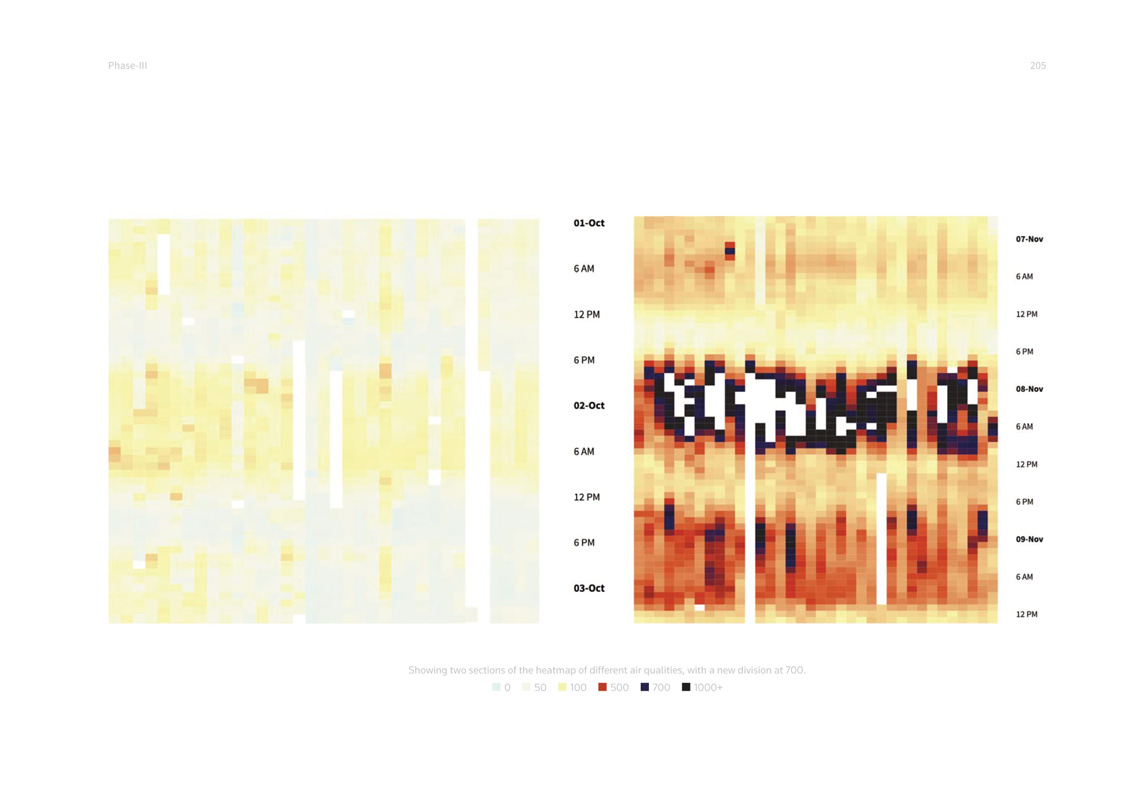 Phase-III
205
01-Oct
6 AM
12 PM
6 PM
02-Oct
6 AM
12 PM
6 PM
03-Oct
07-Nov
6 AM
12 PM
6 PM
08-Nov
6 AM
12 PM
6 PM
09-Nov
6 AM
12 PM
Showing two sections of the heatmap of different air qualities, with a new division at 700.
0 50 100 500 700 1000+